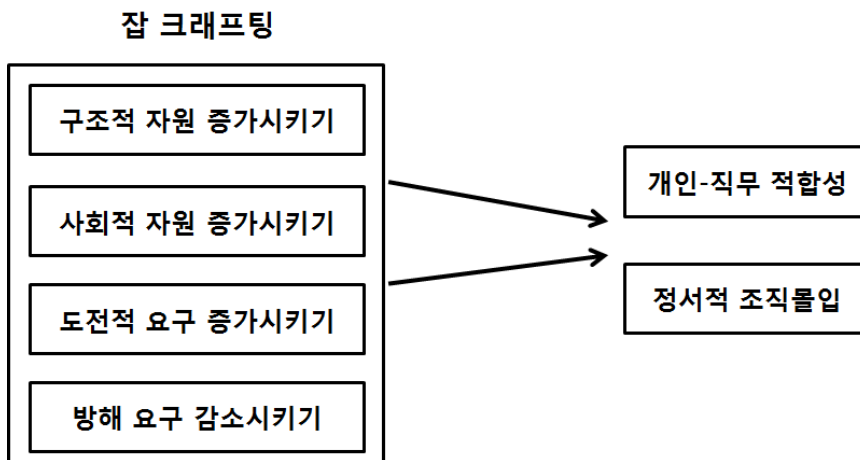 잡 크래프팅
구조적 자원 증가시키기
사회적 자원 증가시키기
도전적 요구 증가시키기
방해 요구 감소시키기
개인-직무 적합성
정서적 조직몰입